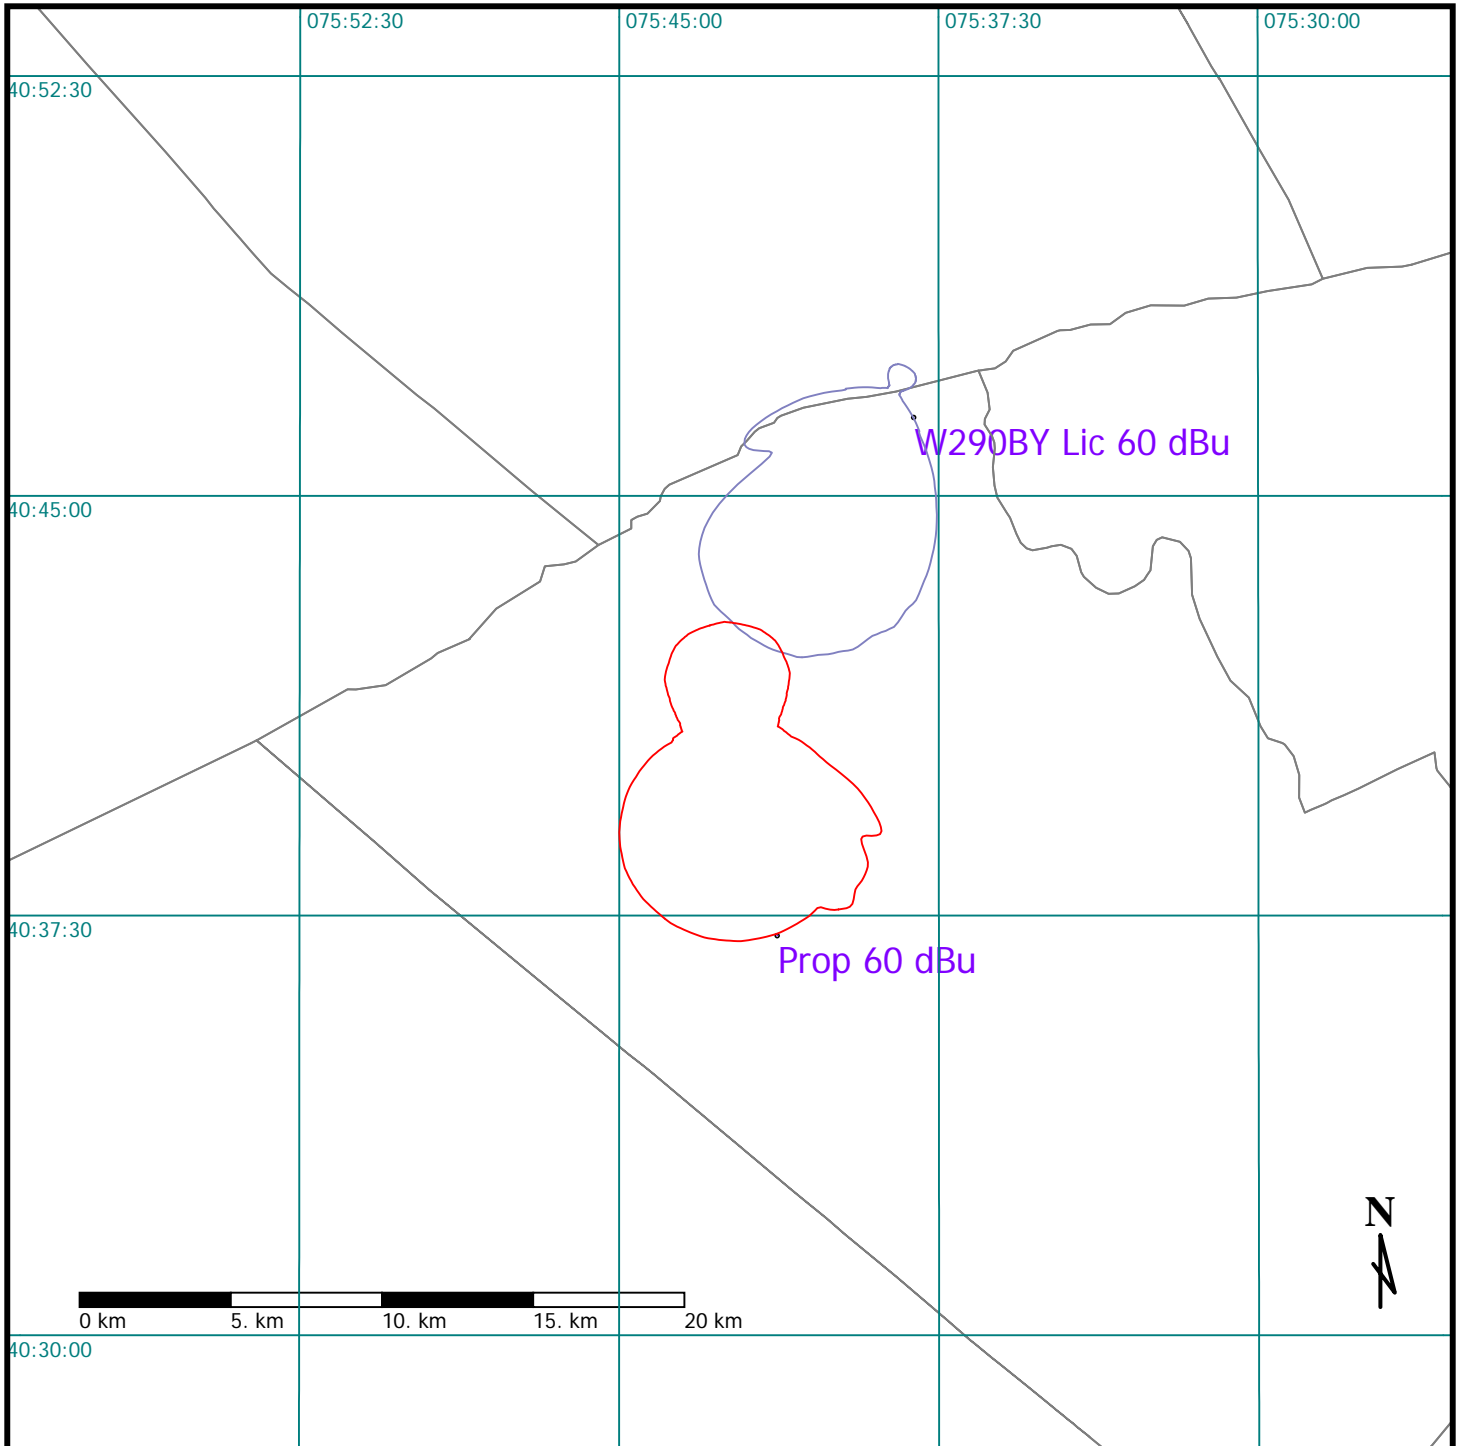 075:52:30
075:45:00
075:37:30
075:30:00
40:52:30
W290BY Lic 60 dBu
40:45:00
40:37:30
Prop 60 dBu
N
0 km
5. km
10. km
15. km
20 km
40:30:00